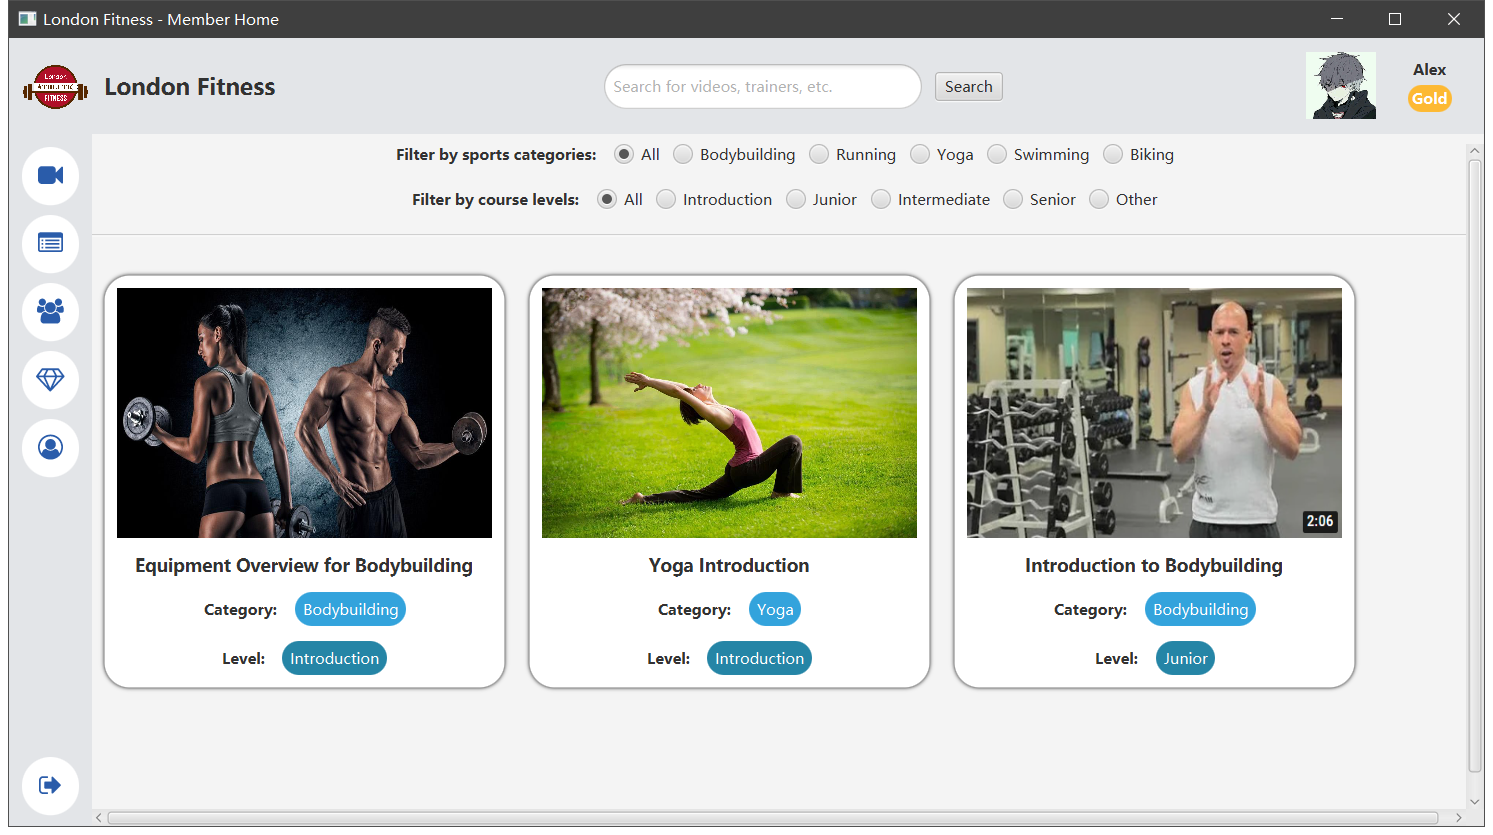 London Fitness - Member Home
London
FITNESS
London Fitness
Search for videos, trainers, etc.
Search
Alex
Gold
Filter by sports categories: All Bodybuilding Running Yoga Swimming Biking
Filter by course levels: All Introduction Junior Intermediate Senior Other
2:06
Equipment Overview for Bodybuilding
Category: Bodybuilding
Level: Introduction
Yoga Introduction
Category: Yoga
Level: Introduction
Introduction to Bodybuilding
Category: Bodybuilding
Level: Junior